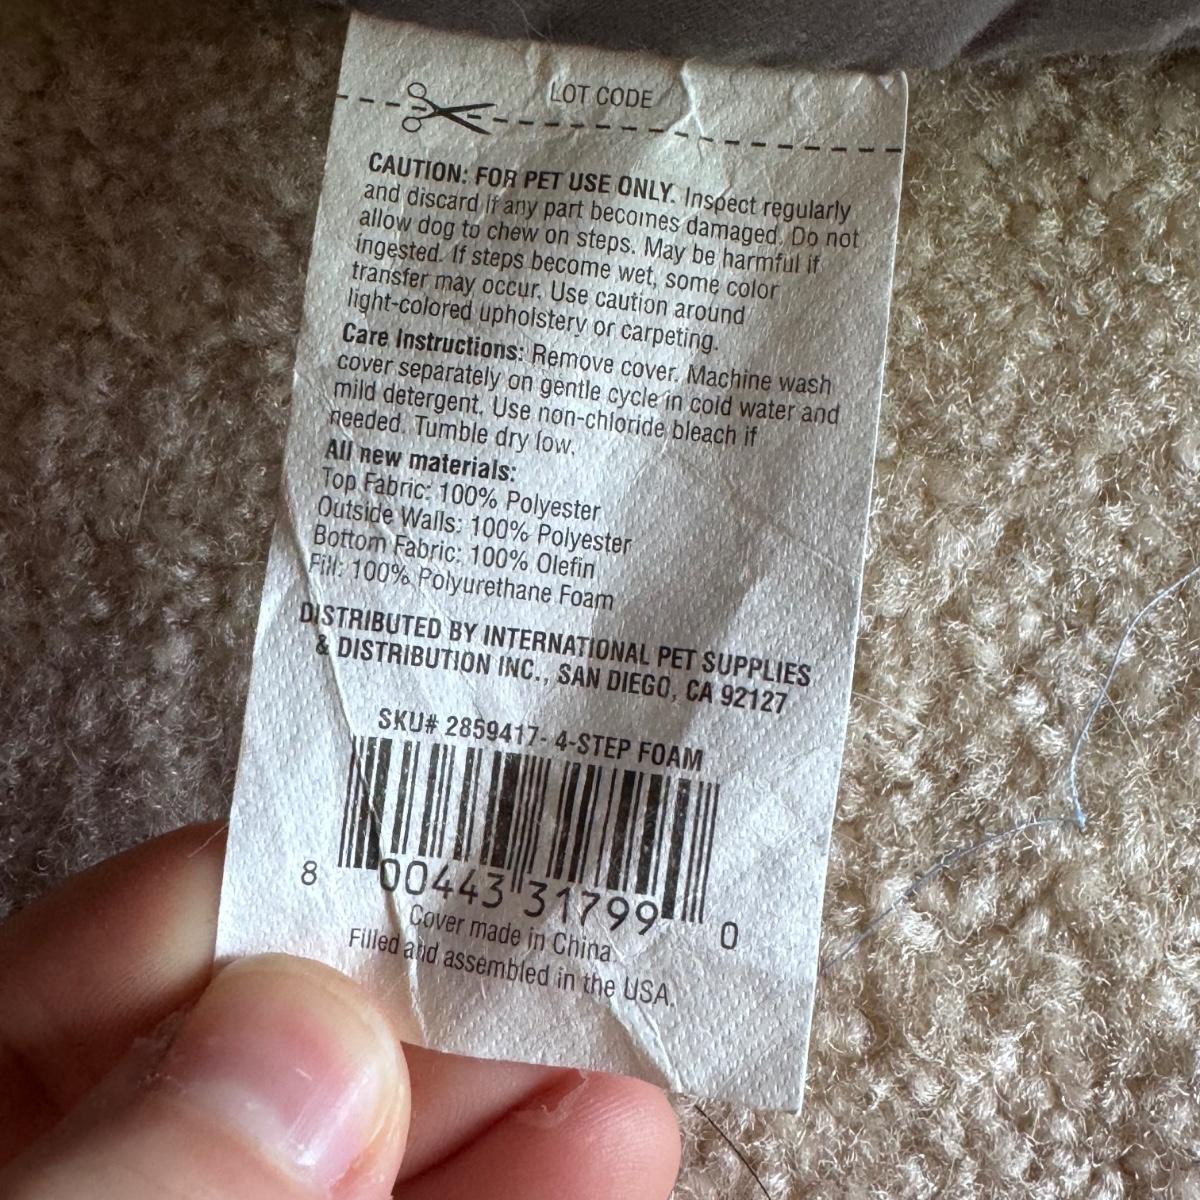 LOT CODE
CAUTION: FOR PET USE ONLY. Inspect regularly
and discard if any part becomes damaged. Do not
allow dog to chew on steps. May be harmful if
ingested. If steps become wet, some color
transfer may occur. Use caution around
light-colored upholstery or carpeting.
Care Instructions: Remove cover. Machine wash
cover separately on gentle cycle in cold water and
mild detergent. Use non-chloride bleach if
needed. Tumble dry low.
All new materials:
Top Fabric: 100% Polyester
Outside Walls: 100% Polyester
Bottom Fabric: 100% Olefin
Fill: 100% Polyurethane Foam
DISTRIBUTED BY INTERNATIONAL PET SUPPLIES
& DISTRIBUTION INC., SAN DIEGO, CA 92127
SKU# 2859417- 4-STEP FOAM
8 00443 31799 0
Cover made in China.
Filled and assembled in the USA.